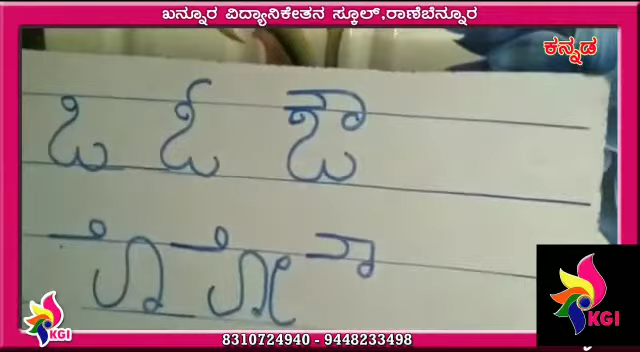 ಖನ್ನೂರ ವಿದ್ಯಾನಿಕೇತನ ಸ್ಕೂಲ್,ರಾಣೆಬೆನ್ನೂರ
ಕನ್ನಡ
ಒ ಓ ಔ
ೊ ೋ ೌ
KGI
KGI
8310724940 - 9448233498